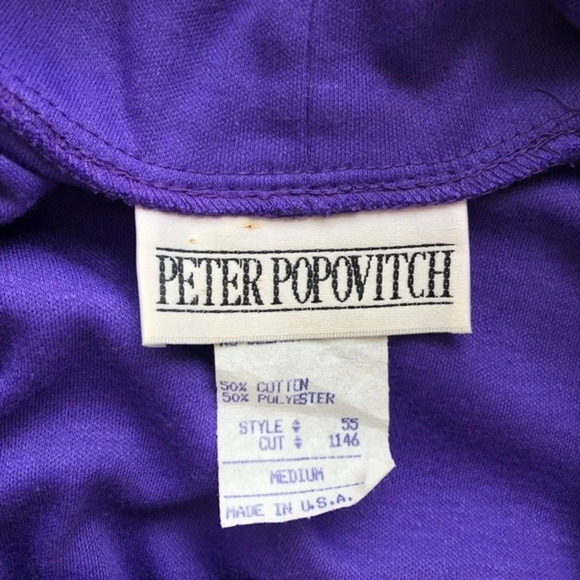 PETER POPOVITCH
50% COTTON
50% POLYESTER
STYLE # 55
CUT # 1146
MEDIUM
MADE IN U.S.A.